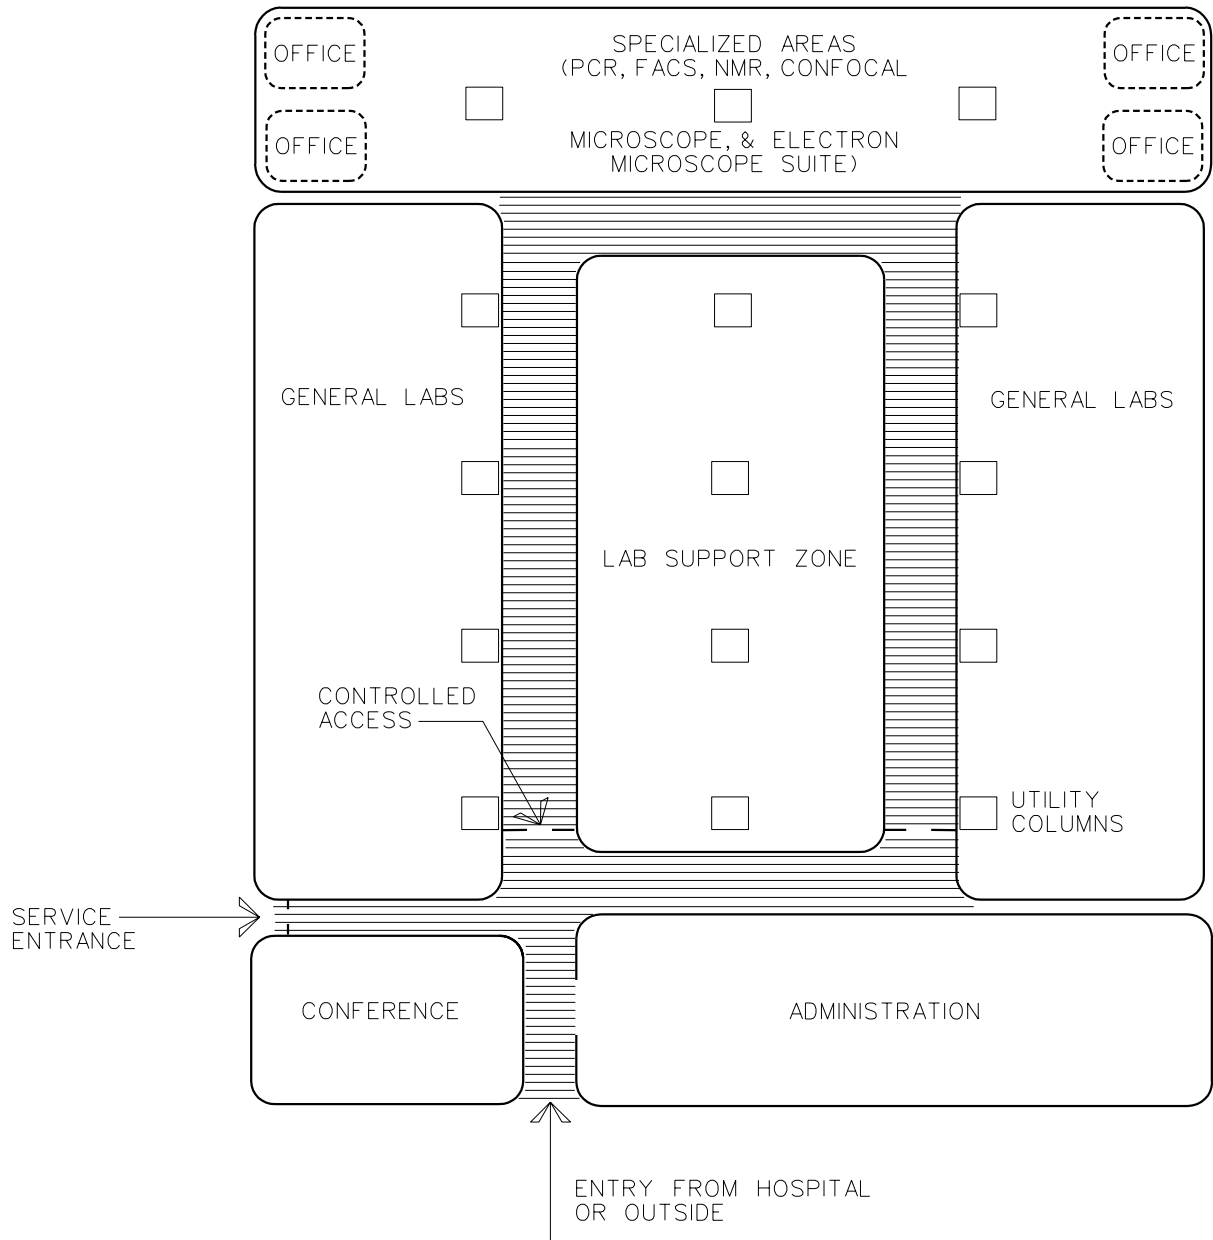 OFFICE
SPECIALIZED AREAS
(PCR, FACS, NMR, CONFOCAL
OFFICE
OFFICE
MICROSCOPE, & ELECTRON
MICROSCOPE SUITE)
OFFICE
GENERAL LABS
GENERAL LABS
LAB SUPPORT ZONE
CONTROLLED
ACCESS
UTILITY
COLUMNS
SERVICE
ENTRANCE
CONFERENCE
ADMINISTRATION
ENTRY FROM HOSPITAL
OR OUTSIDE